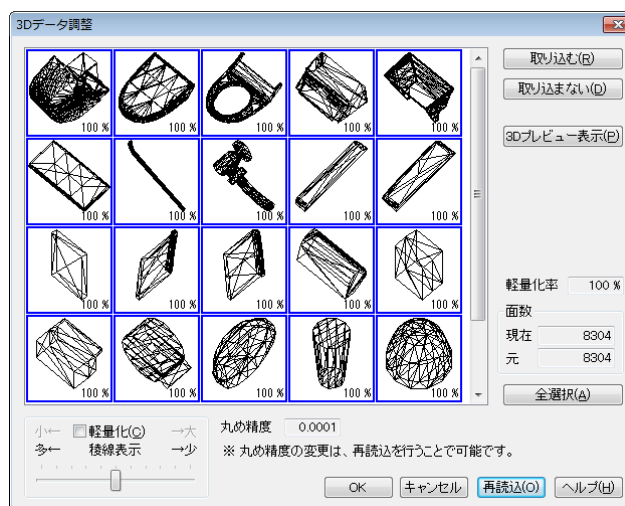 3Dデータ調整
100 % 100 % 100 % 100 % 100 %
100 % 100 % 100 % 100 % 100 %
100 % 100 % 100 % 100 % 100 %
100 % 100 % 100 % 100 % 100 %
取り込む(R)
取り込まない(D)
3Dプレビュー表示(P)
軽量化率 100 %
面数
現在 8304
元 8304
全選択(A)
小← 軽量化(C) →大
多← 稜線表示 →少
丸め精度 0.0001
※ 丸め精度の変更は、再読込を行うことで可能です。
OK キャンセル 再読込(O) ヘルプ(H)